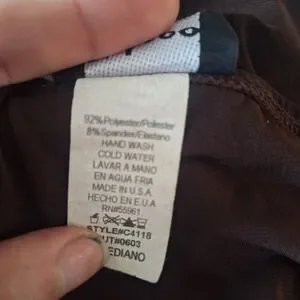 92% Polyester/Poliester
8% Spandex/Elastano
HAND WASH
COLD WATER
LAVAR A MANO
EN AGUA FRIA
MADE IN U.S.A.
HECHO EN E.U.A
RN#55961
STYLE#C4118
CUT#0603
MEDIANO